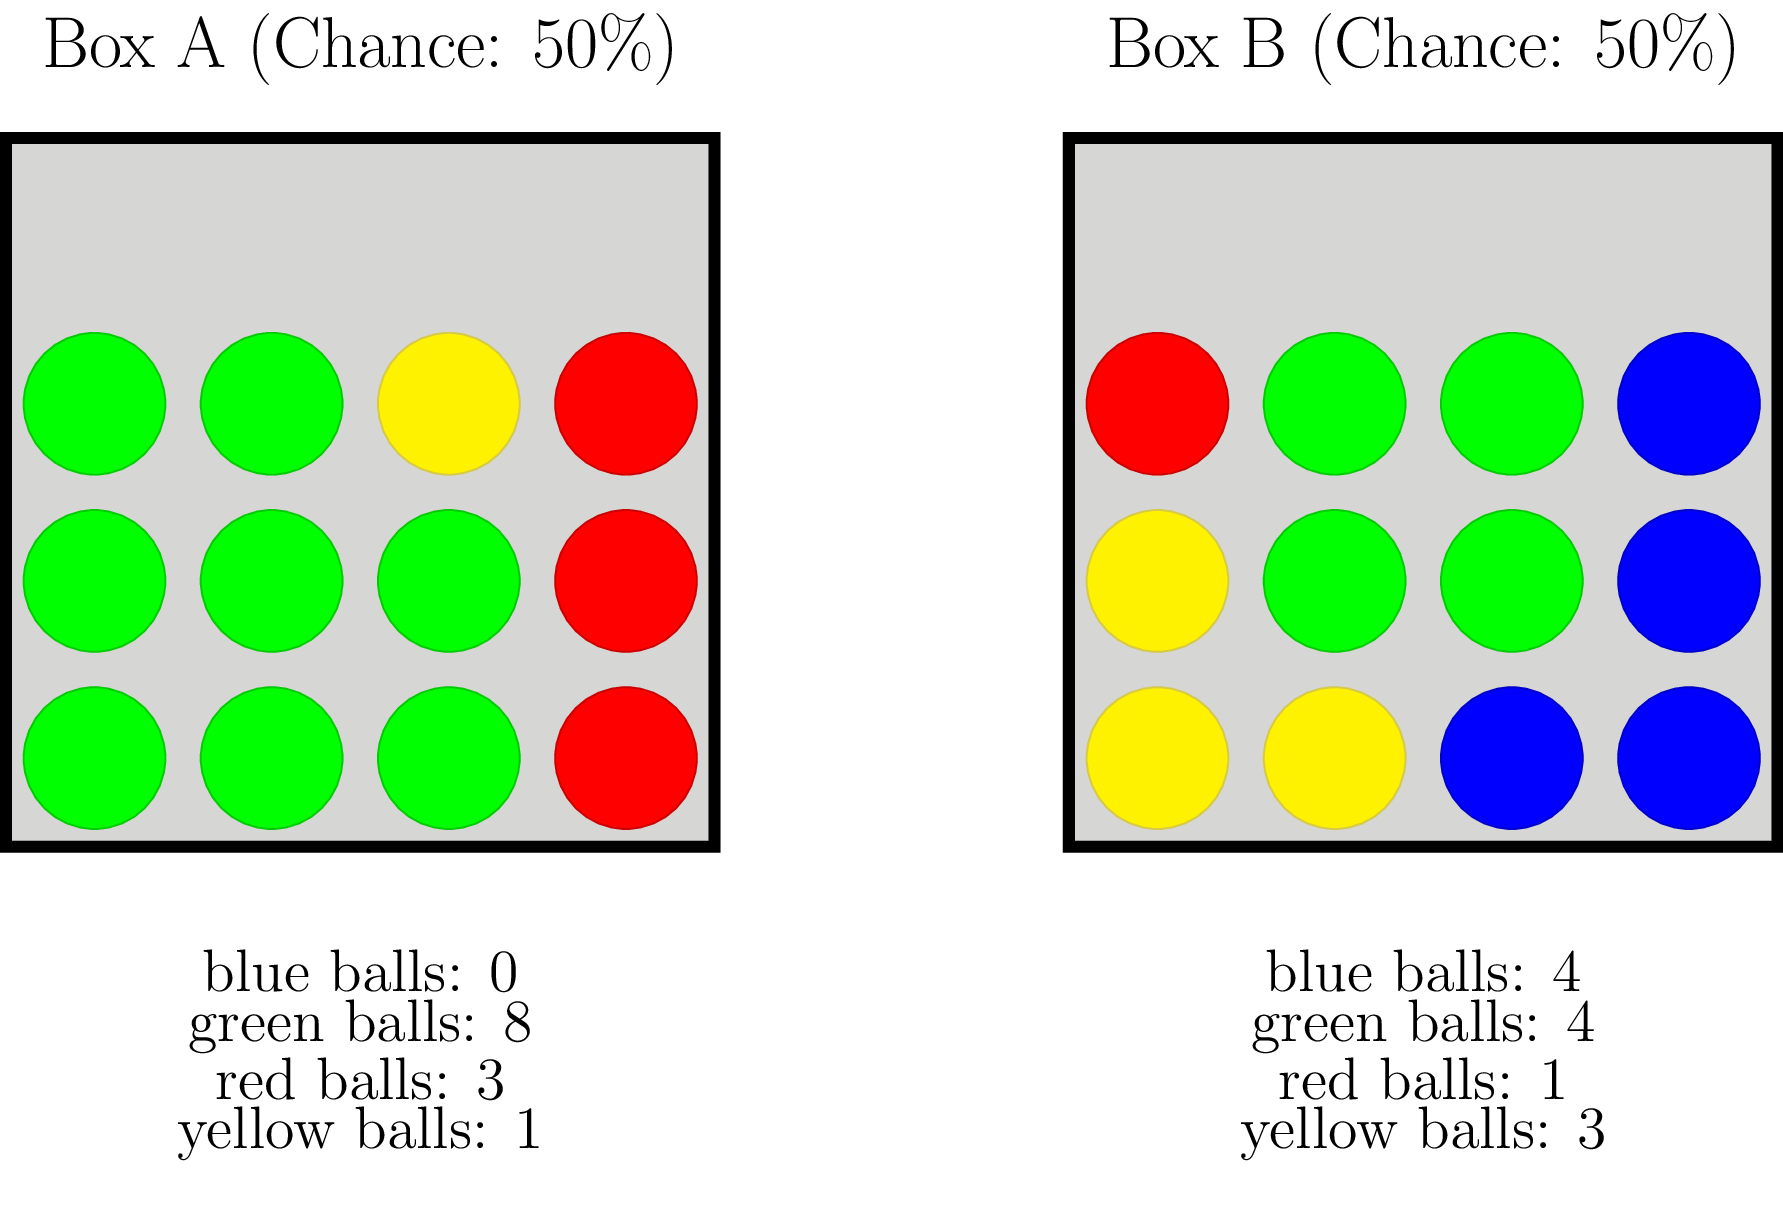 Box A (Chance: 50%)
Box B (Chance: 50%)
blue balls: 0
green balls: 8
red balls: 3
yellow balls: 1
blue balls: 4
green balls: 4
red balls: 1
yellow balls: 3